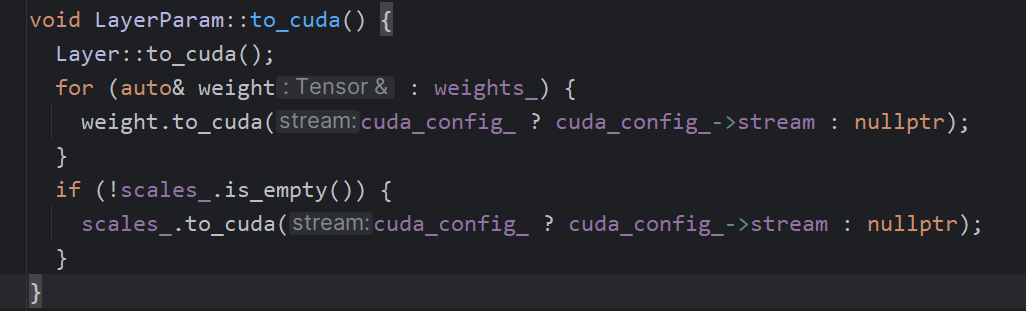 void LayerParam::to_cuda() {
  Layer::to_cuda();
  for (auto& weight : Tensor & : weights_) {
    weight.to_cuda(stream: cuda_config_ ? cuda_config_->stream : nullptr);
  }
  if (!scales_.is_empty()) {
    scales_.to_cuda(stream: cuda_config_ ? cuda_config_->stream : nullptr);
  }
}